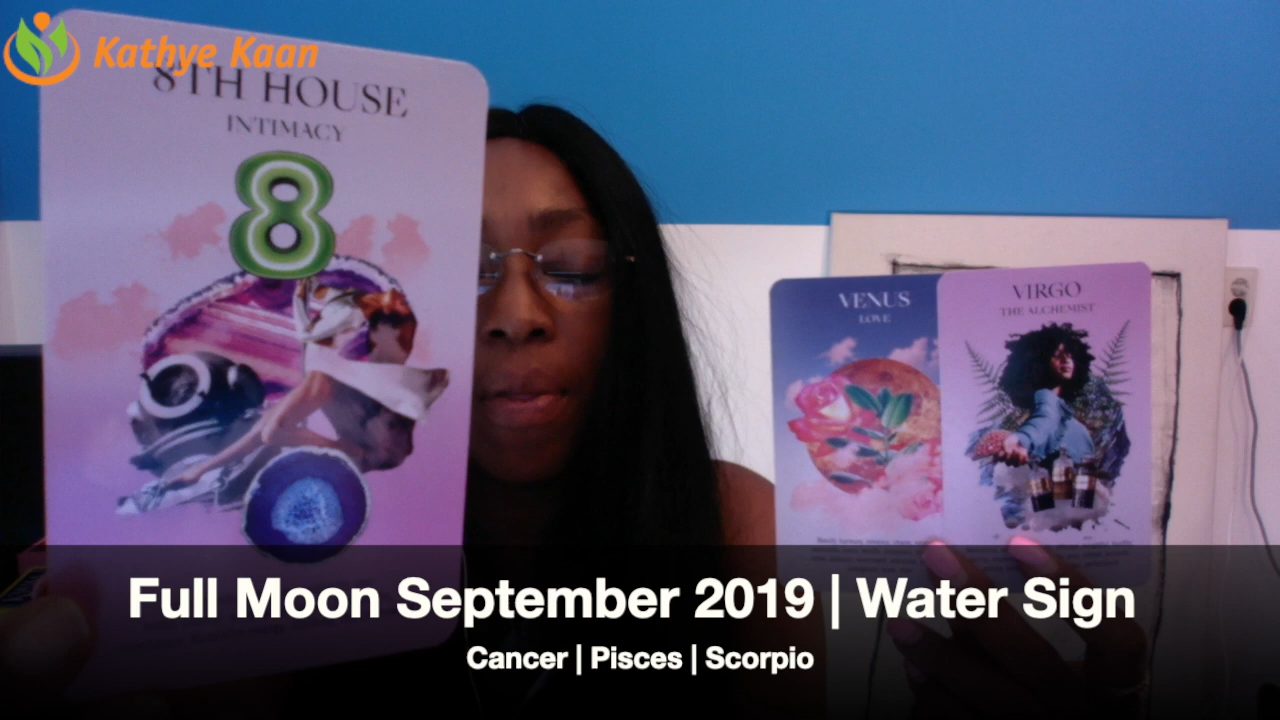 Kathye Kaan
8TH HOUSE
INTIMACY
8
VENUS
LOVE
VIRGO
THE ALCHEMIST
Full Moon September 2019 | Water Sign
Cancer | Pisces | Scorpio